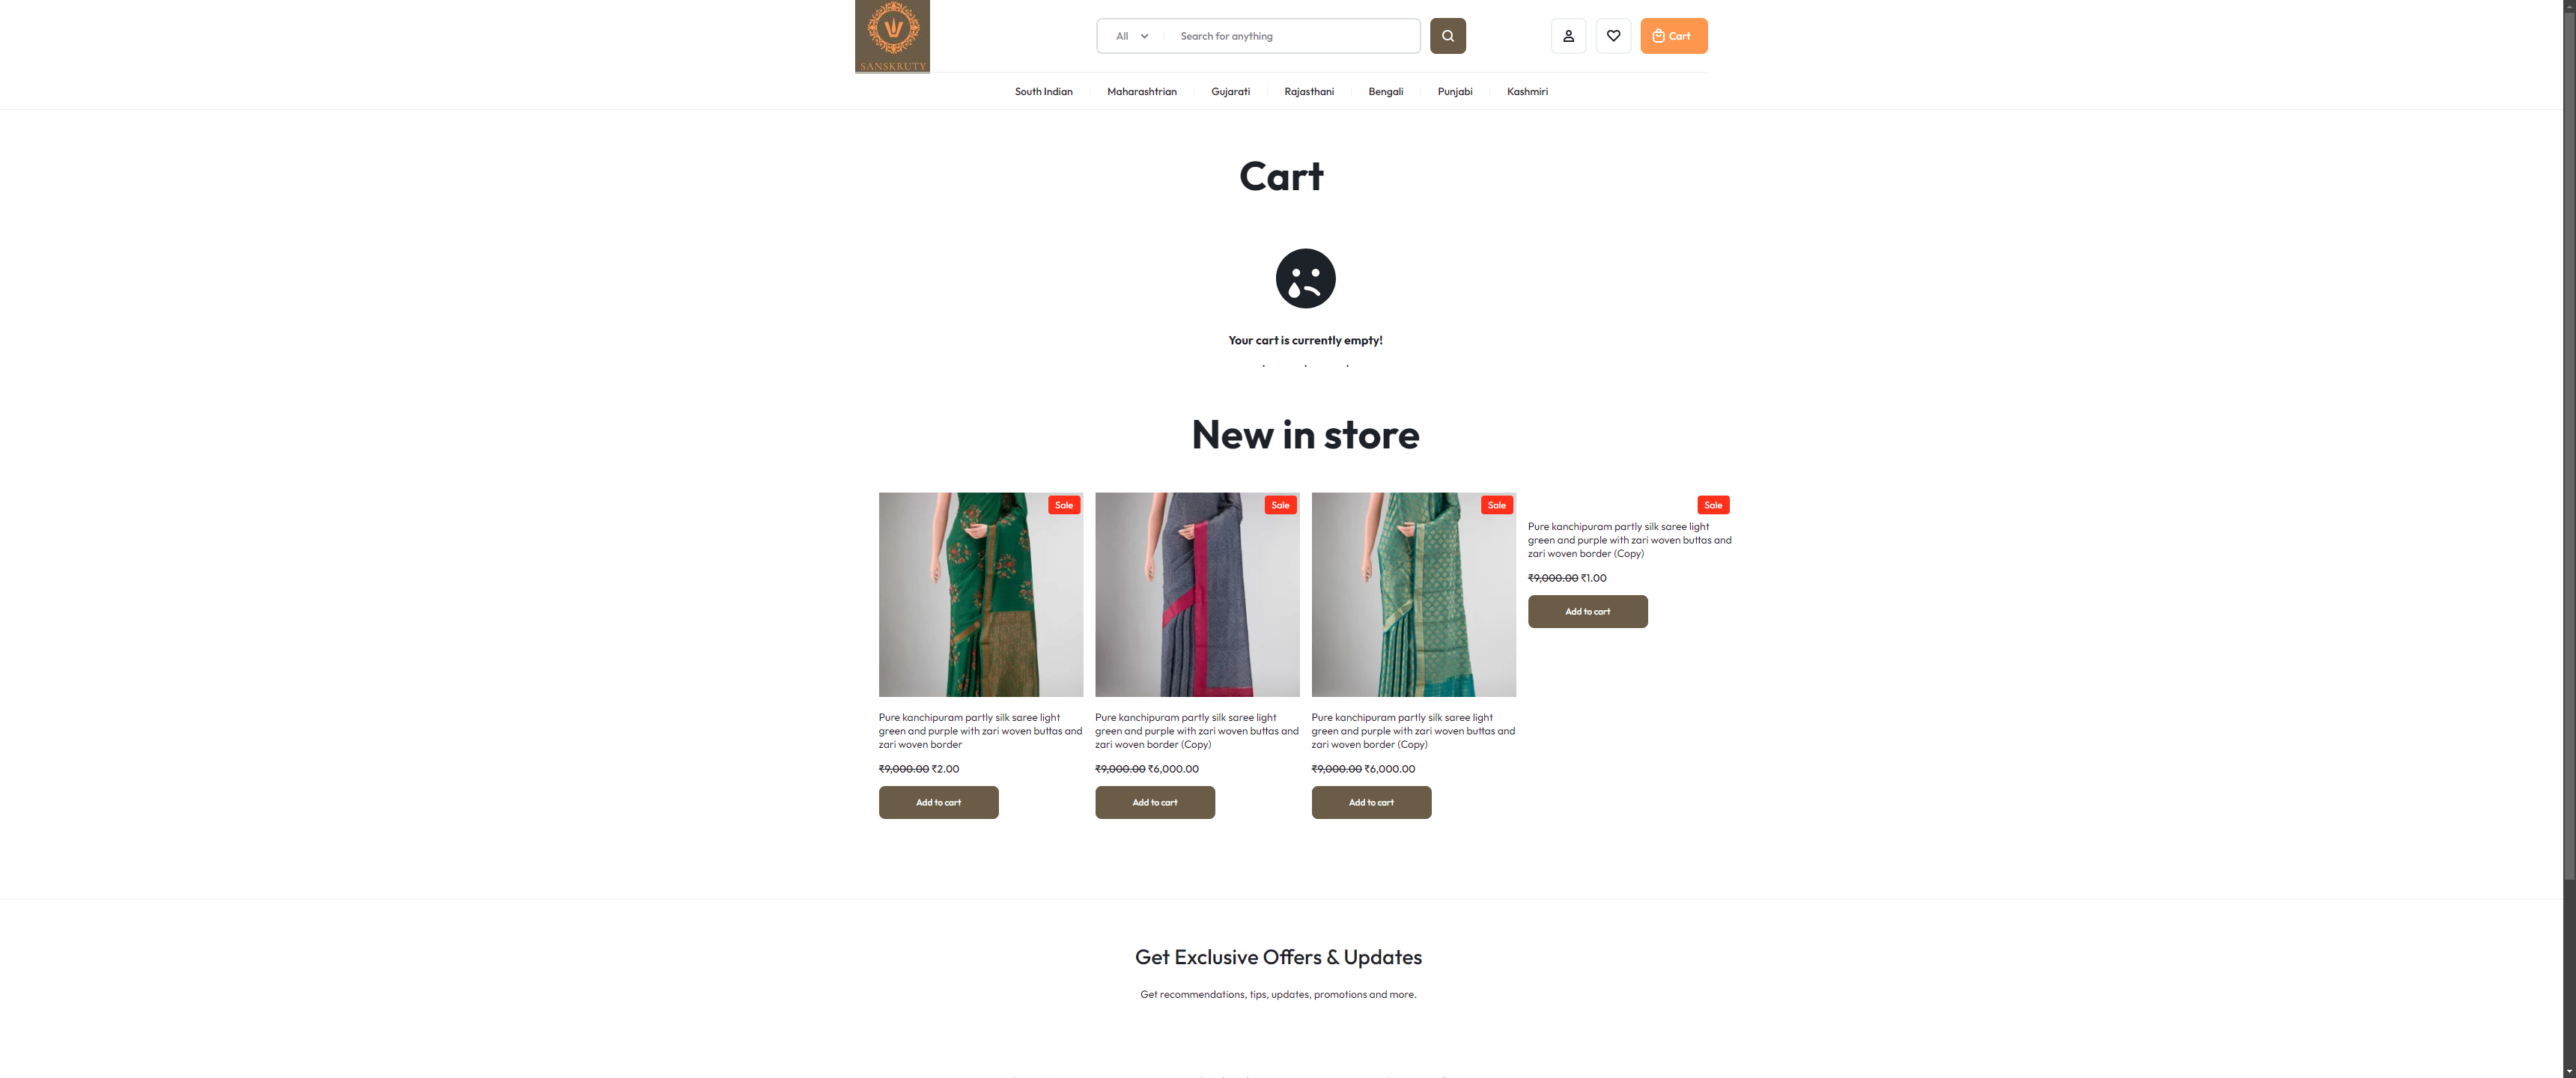 SANSKRUTY
All
Search for anything
Cart
South Indian
Maharashtrian
Gujarati
Rajasthani
Bengali
Punjabi
Kashmiri
Cart
Your cart is currently empty!
New in store
Sale
Pure kanchipuram partly silk saree light
green and purple with zari woven buttas and
zari woven border
₹9,000.00 ₹2.00
Add to cart
Sale
Pure kanchipuram partly silk saree light
green and purple with zari woven buttas and
zari woven border (Copy)
₹9,000.00 ₹6,000.00
Add to cart
Sale
Pure kanchipuram partly silk saree light
green and purple with zari woven buttas and
zari woven border (Copy)
₹9,000.00 ₹6,000.00
Add to cart
Sale
Pure kanchipuram partly silk saree light
green and purple with zari woven buttas and
zari woven border (Copy)
₹9,000.00 ₹1.00
Add to cart
Get Exclusive Offers & Updates
Get recommendations, tips, updates, promotions and more.